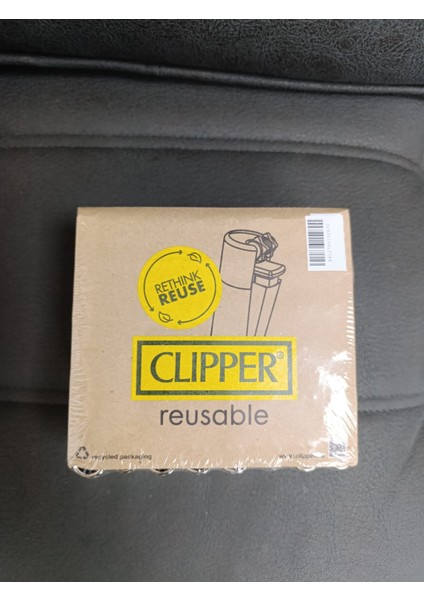 RETHINK
REUSE
CLIPPER®
reusable
recycled packaging